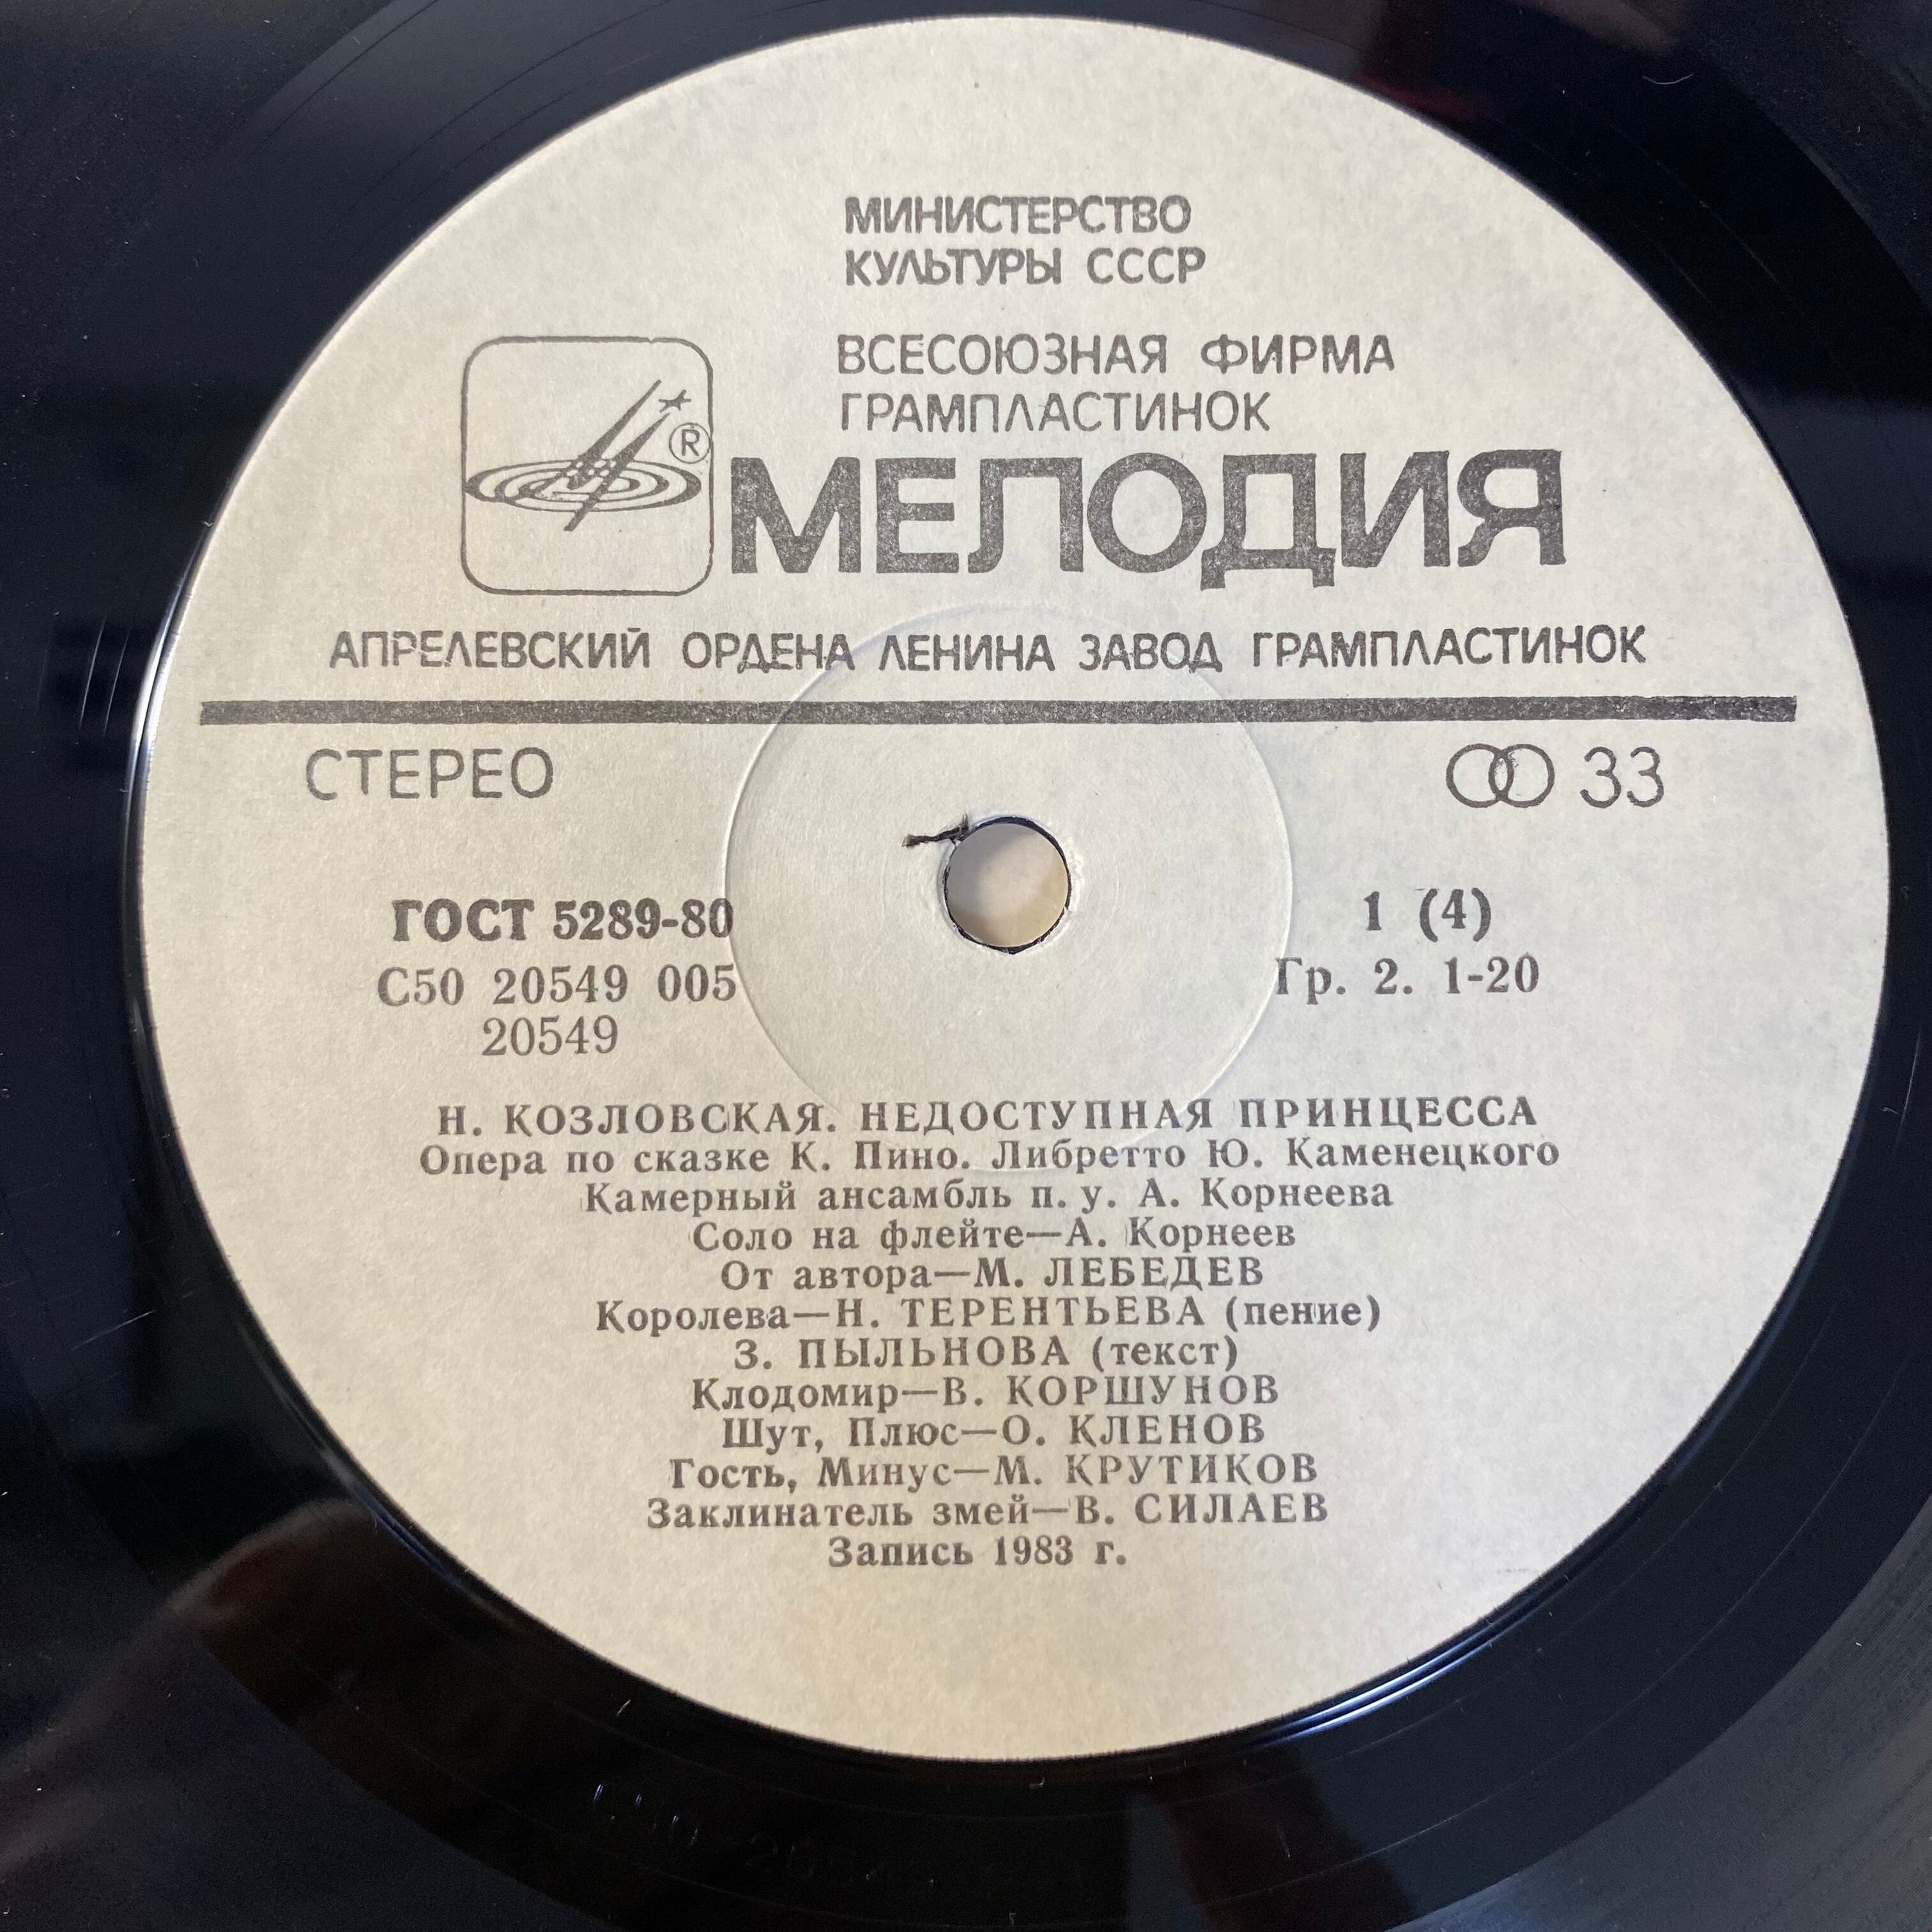 МИНИСТЕРСТВО
КУЛЬТУРЫ СССР
ВСЕСОЮЗНАЯ ФИРМА
ГРАМПЛАСТИНОК
®
МЕЛОДИЯ
АПРЕЛЕВСКИЙ ОРДЕНА ЛЕНИНА ЗАВОД ГРАМПЛАСТИНОК
СТЕРЕО
33
ГОСТ 5289-80
С50 20549 005
20549
1 (4)
Гр. 2. 1-20
Н. КОЗЛОВСКАЯ. НЕДОСТУПНАЯ ПРИНЦЕССА
Опера по сказке К. Пино. Либретто Ю. Каменецкого
Камерный ансамбль п. у. А. Корнеева
Соло на флейте—А. Корнеев
От автора—М. ЛЕБЕДЕВ
Королева—Н. ТЕРЕНТЬЕВА (пение)
З. ПЫЛЬНОВА (текст)
Клодомир—В. КОРШУНОВ
Шут, Плюс—О. КЛЕНОВ
Гость, Минус—М. КРУТИКОВ
Заклинатель змей—В. СИЛАЕВ
Запись 1983 г.